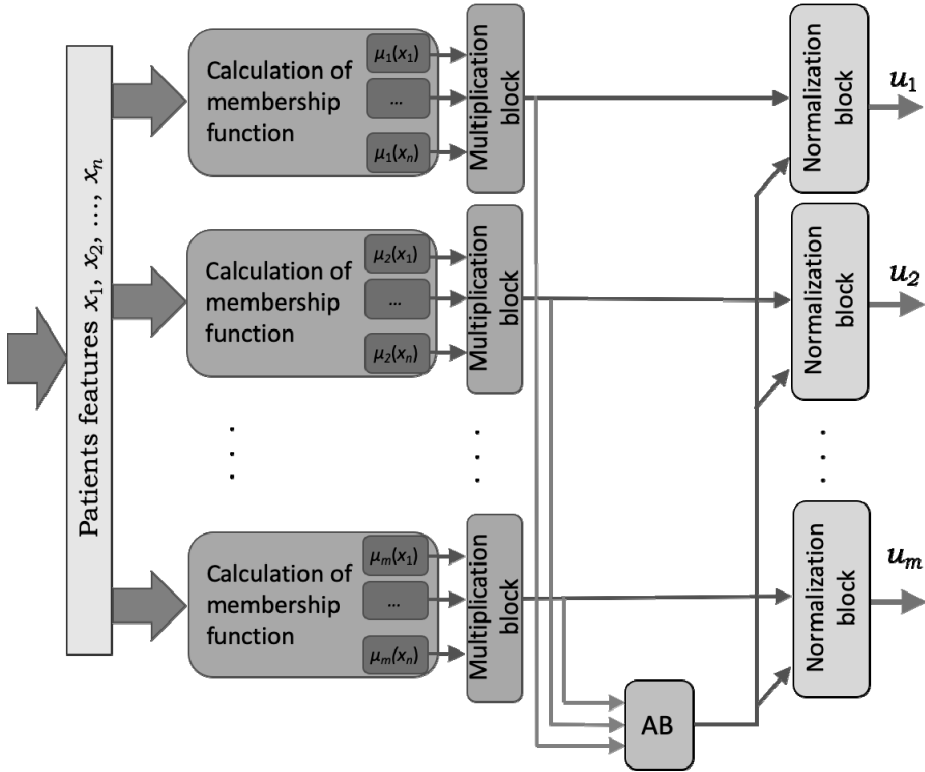 Patients features x₁, x₂, ..., xₙ
Calculation of
membership
function
μ₁(x₁)
...
μ₁(xₙ)
Multiplication
block
Normalization
block
u₁
Calculation of
membership
function
μ₂(x₁)
...
μ₂(xₙ)
Multiplication
block
Normalization
block
u₂
Calculation of
membership
function
μₘ(x₁)
...
μₘ(xₙ)
Multiplication
block
AB
Normalization
block
uₘ